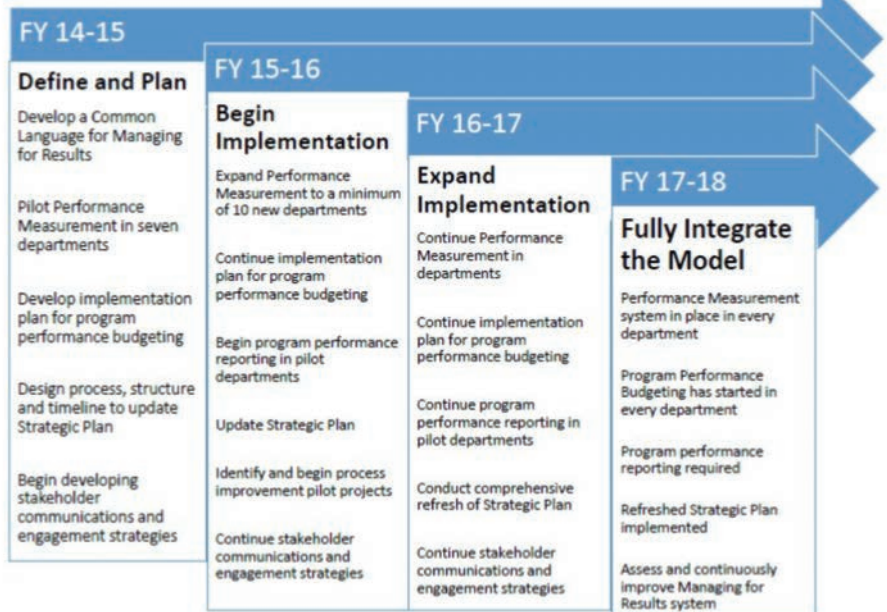 FY 14-15
Define and Plan
Develop a Common
Language for Managing
for Results
Pilot Performance
Measurement in seven
departments
Develop implementation
plan for program
performance budgeting
Design process, structure
and timeline to update
Strategic Plan
Begin developing
stakeholder
communications and
engagement strategies
FY 15-16
Begin
Implementation
Expand Performance
Measurement to a minimum
of 10 new departments
Continue implementation
plan for program
performance budgeting
Begin program performance
reporting in pilot
departments
Update Strategic Plan
Identify and begin process
improvement pilot projects
Continue stakeholder
communications and
engagement strategies
FY 16-17
Expand
Implementation
Continue Performance
Measurement in
departments
Continue implementation
plan for program
performance budgeting
Continue program
performance reporting in
pilot departments
Conduct comprehensive
refresh of Strategic Plan
Continue stakeholder
communications and
engagement strategies
FY 17-18
Fully Integrate
the Model
Performance Measurement
system in place in every
department
Program Performance
Budgeting has started in
every department
Program performance
reporting required
Refreshed Strategic Plan
implemented
Assess and continuously
improve Managing for
Results system